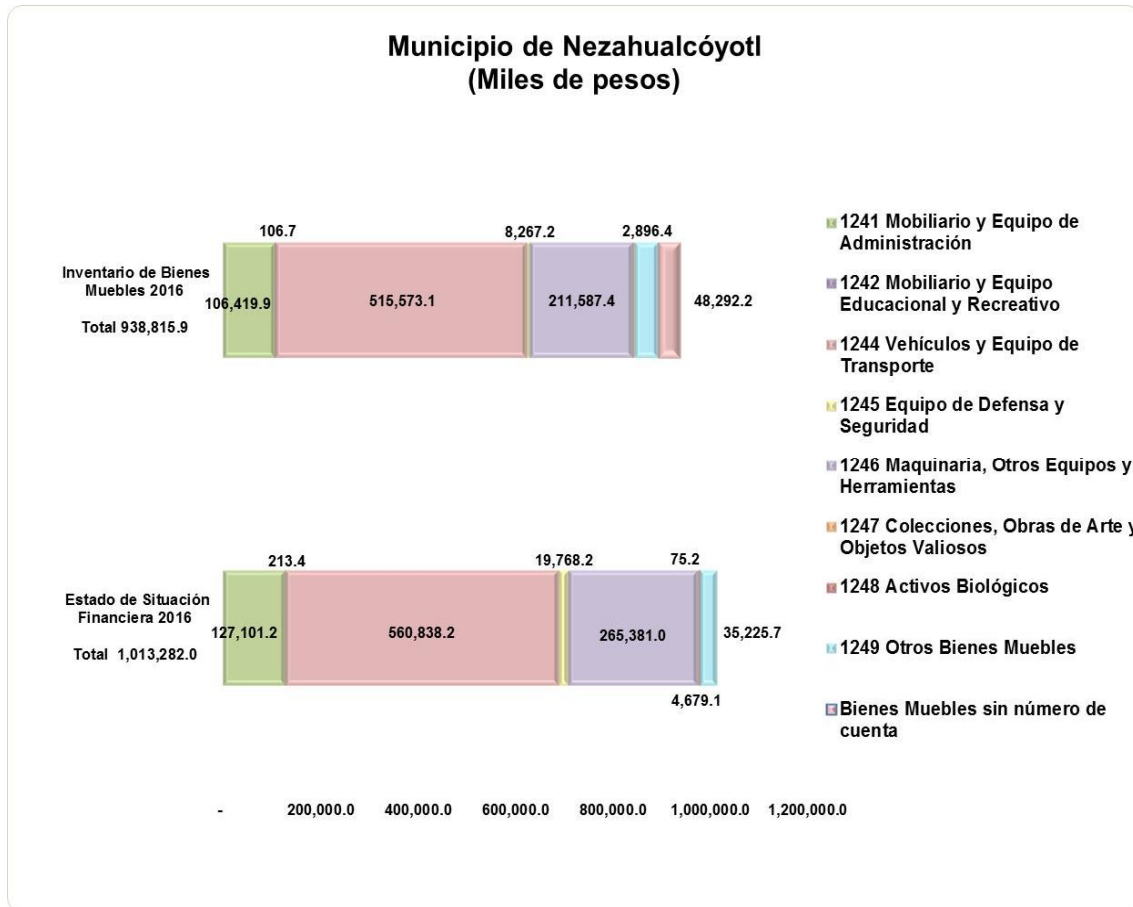 Municipio de Nezahualcóyotl
(Miles de pesos)
106.7
8,267.2
2,896.4
Inventario de Bienes
Muebles 2016
Total 938,815.9
106,419.9
515,573.1
211,587.4
48,292.2
213.4
19,768.2
75.2
Estado de Situación
Financiera 2016
Total 1,013,282.0
127,101.2
560,838.2
265,381.0
35,225.7
4,679.1
-
200,000.0
400,000.0
600,000.0
800,000.0
1,000,000.0
1,200,000.0
1241 Mobiliario y Equipo de
Administración
1242 Mobiliario y Equipo
Educacional y Recreativo
1244 Vehículos y Equipo de
Transporte
1245 Equipo de Defensa y
Seguridad
1246 Maquinaria, Otros Equipos y
Herramientas
1247 Colecciones, Obras de Arte y
Objetos Valiosos
1248 Activos Biológicos
1249 Otros Bienes Muebles
Bienes Muebles sin número de
cuenta